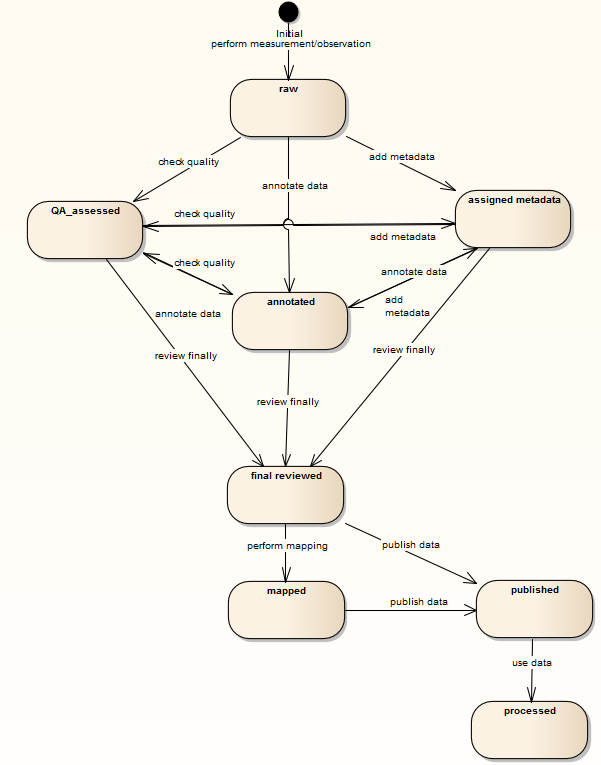 Initial
perform measurement/observation
raw
check quality
add metadata
annotate data
QA_assessed
assigned metadata
check quality
add metadata
check quality
annotate data
annotated
add
metadata
annotate data
review finally
review finally
review finally
final reviewed
perform mapping
publish data
mapped
published
publish data
use data
processed